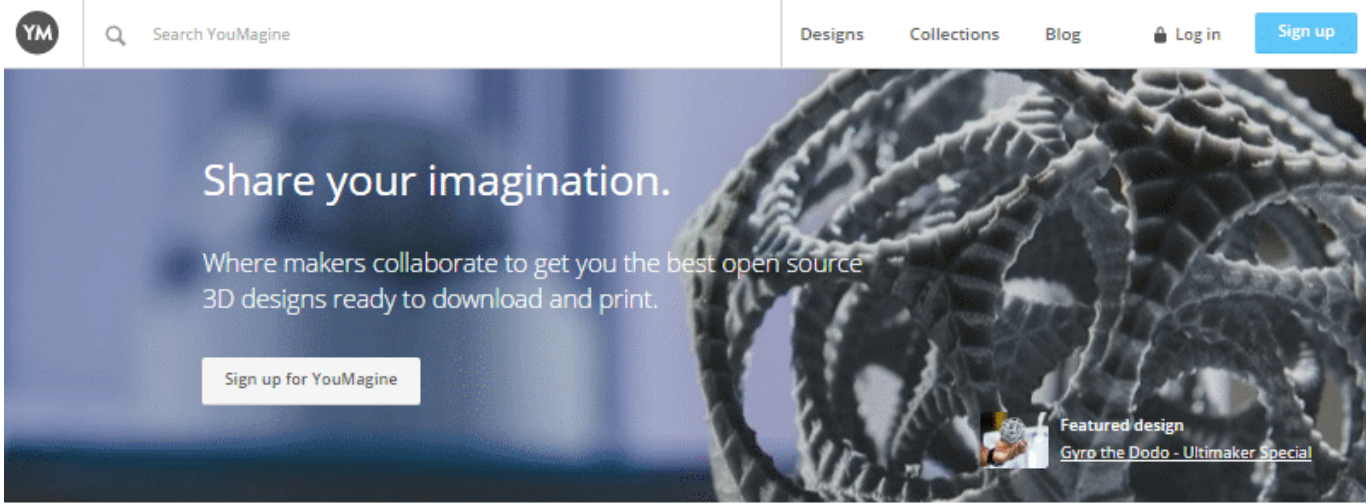 YM
Search YouMagine
Designs
Collections
Blog
Log in
Sign up
Share your imagination.
Where makers collaborate to get you the best open source
3D designs ready to download and print.
Sign up for YouMagine
Featured design
Gyro the Dodo - Ultimaker Special